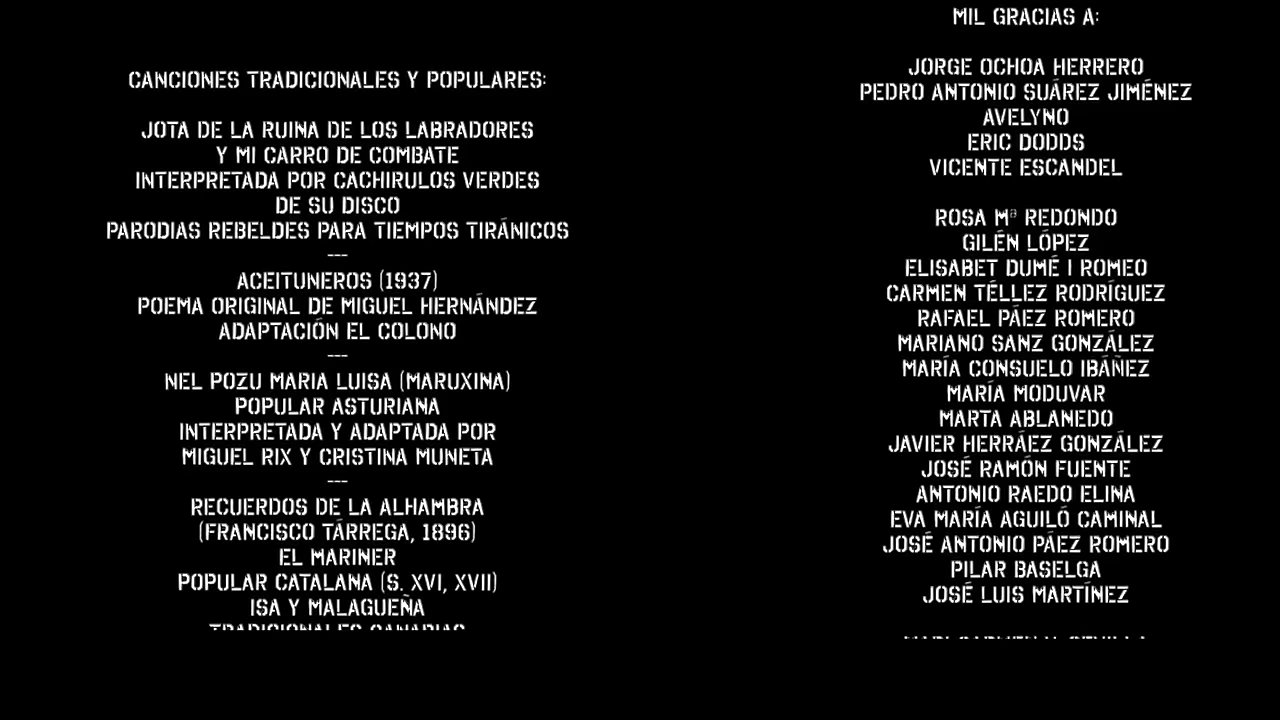 CANCIONES TRADICIONALES Y POPULARES:
JOTA DE LA RUINA DE LOS LABRADORES
Y MI CARRO DE COMBATE
INTERPRETADA POR CACHIRULOS VERDES
DE SU DISCO
PARODIAS REBELDES PARA TIEMPOS TIRÁNICOS
---
ACEITUNEROS (1937)
POEMA ORIGINAL DE MIGUEL HERNÁNDEZ
ADAPTACIÓN EL COLONO
---
NEL POZU MARIA LUISA (MARUXINA)
POPULAR ASTURIANA
INTERPRETADA Y ADAPTADA POR
MIGUEL RIX Y CRISTINA MUNETA
---
RECUERDOS DE LA ALHAMBRA
(FRANCISCO TÁRREGA, 1896)
EL MARINER
POPULAR CATALANA (S. XVI, XVII)
ISA Y MALAGUEÑA
TRADICIONALES CANARIAS
MIL GRACIAS A:
JORGE OCHOA HERRERO
PEDRO ANTONIO SUÁREZ JIMÉNEZ
AVELYNO
ERIC DODDS
VICENTE ESCANDEL
ROSA Mª REDONDO
GILÉN LÓPEZ
ELISABET DUMÉ I ROMEO
CARMEN TÉLLEZ RODRÍGUEZ
RAFAEL PÁEZ ROMERO
MARIANO SANZ GONZÁLEZ
MARÍA CONSUELO IBÁÑEZ
MARÍA MODUVAR
MARTA ABLANEDO
JAVIER HERRÁEZ GONZÁLEZ
JOSÉ RAMÓN FUENTE
ANTONIO RAEDO ELINA
EVA MARÍA AGUILÓ CAMINAL
JOSÉ ANTONIO PÁEZ ROMERO
PILAR BASELGA
JOSÉ LUIS MARTÍNEZ